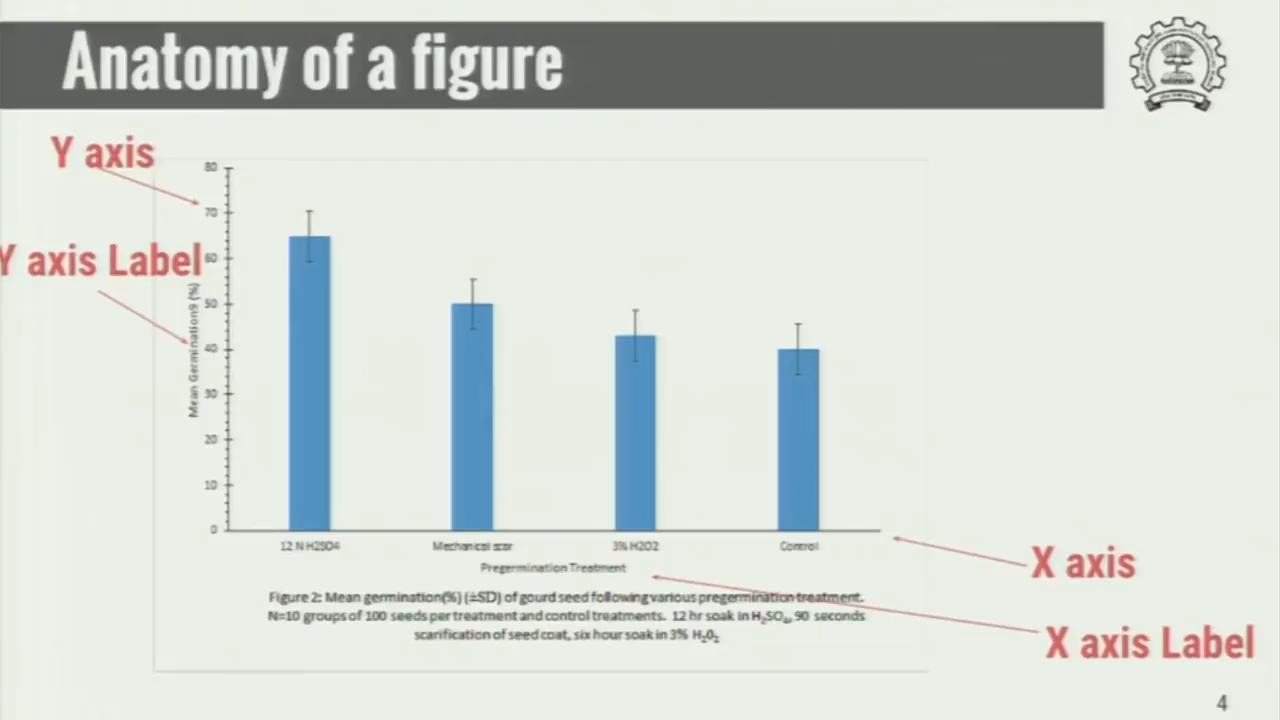 Anatomy of a figure
Y axis
Y axis Label
80
70
60
50
40
30
20
10
0
Mean Germination9 (%)
12 N H2SO4
Mechanical scar
3% H2O2
Control
Pregermination Treatment
X axis
X axis Label
Figure 2: Mean germination(%) (±SD) of gourd seed following various pregermination treatment.
N=10 groups of 100 seeds per treatment and control treatments. 12 hr soak in H₂SO₄, 90 seconds
scarification of seed coat, six hour soak in 3% H₂0₂
4